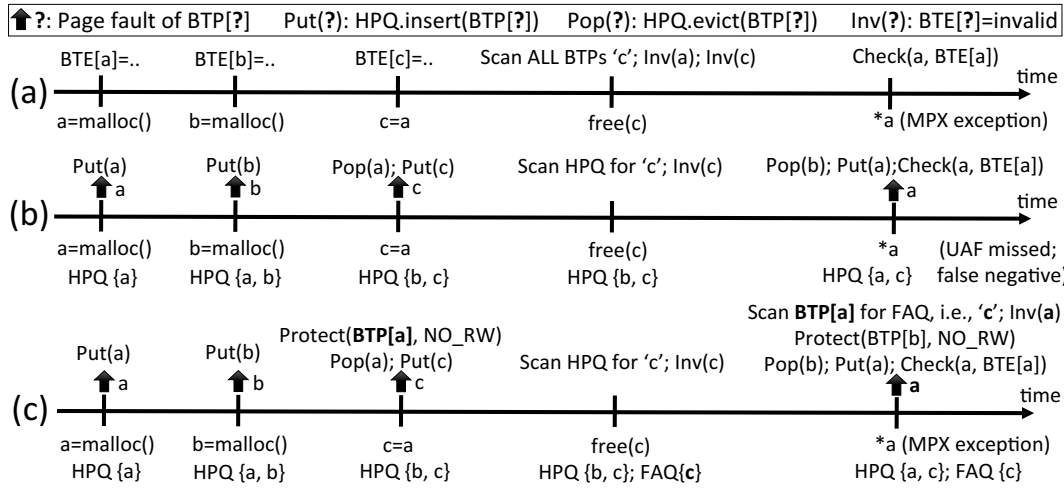 ?: Page fault of BTP[?] Put(?): HPQ.insert(BTP[?]) Pop(?): HPQ.evict(BTP[?]) Inv(?): BTE[?]=invalid
BTE[a]=.. BTE[b]=.. BTE[c]=.. Scan ALL BTPs ‘c’; Inv(a); Inv(c) Check(a, BTE[a])
(a) time
a=malloc() b=malloc() c=a free(c) *a (MPX exception)
Put(a) Put(b) Pop(a); Put(c) Scan HPQ for ‘c’; Inv(c) Pop(b); Put(a);Check(a, BTE[a])
a b c a
(b) time
a=malloc() b=malloc() c=a free(c) *a (UAF missed;
HPQ {a} HPQ {a, b} HPQ {b, c} HPQ {b, c} HPQ {a, c} false negative)
Scan BTP[a] for FAQ, i.e., ‘c’; Inv(a)
Protect(BTP[a], NO_RW) Protect(BTP[b], NO_RW)
Put(a) Put(b) Pop(a); Put(c) Scan HPQ for ‘c’; Inv(c) Pop(b); Put(a); Check(a, BTE[a])
a b c a
(c) time
a=malloc() b=malloc() c=a free(c) *a (MPX exception)
HPQ {a} HPQ {a, b} HPQ {b, c} HPQ {b, c}; FAQ{c} HPQ {a, c}; FAQ {c}